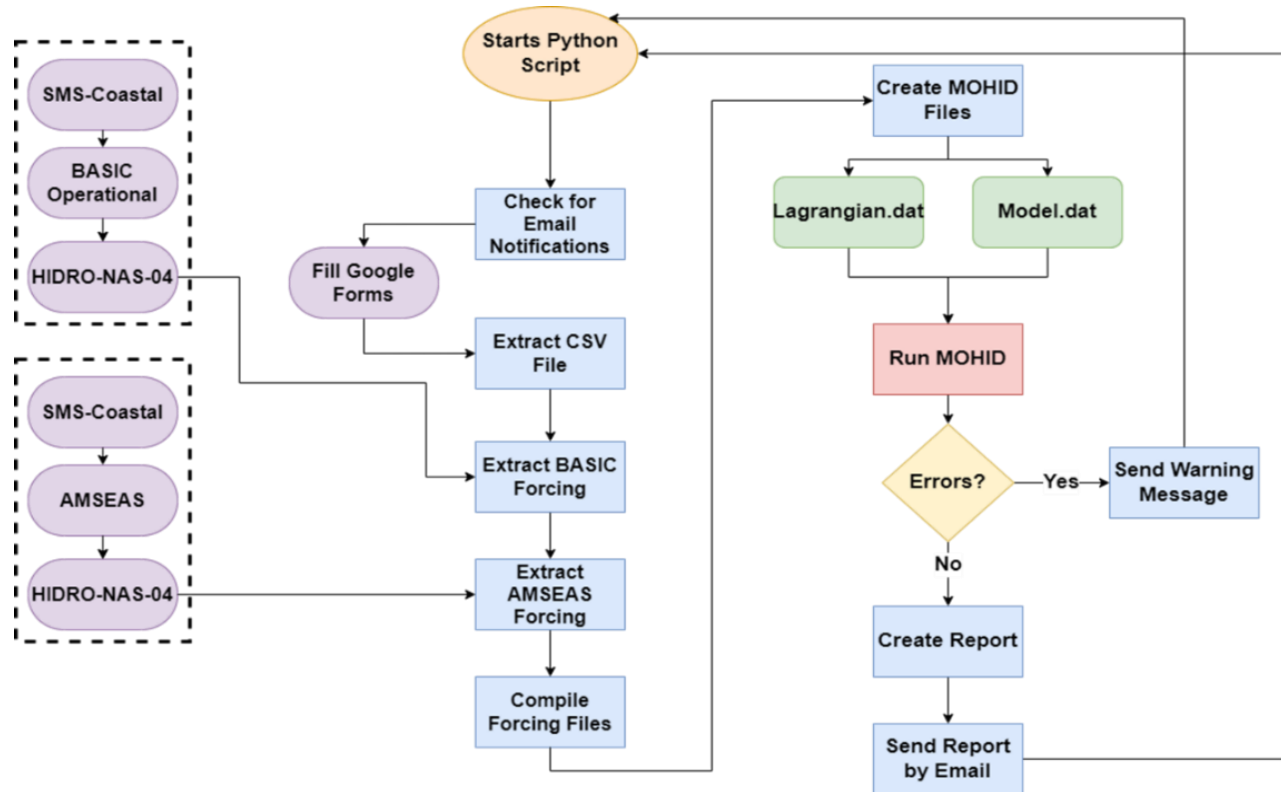 SMS-Coastal
BASIC
Operational
HIDRO-NAS-04
SMS-Coastal
AMSEAS
HIDRO-NAS-04
Starts Python
Script
Check for
Email
Notifications
Fill Google
Forms
Extract CSV
File
Extract BASIC
Forcing
Extract
AMSEAS
Forcing
Compile
Forcing Files
Create MOHID
Files
Lagrangian.dat
Model.dat
Run MOHID
Errors?
Yes
Send Warning
Message
No
Create Report
Send Report
by Email